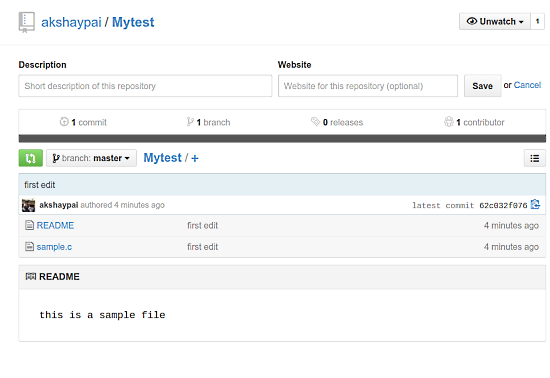 akshaypai / Mytest
Unwatch 1
Description
Website
Short description of this repository
Website for this repository (optional)
Save or Cancel
1 commit
1 branch
0 releases
1 contributor
branch: master
Mytest / +
first edit
akshaypai authored 4 minutes ago
latest commit 62c032f076
README first edit 4 minutes ago
sample.c first edit 4 minutes ago
README
this is a sample file